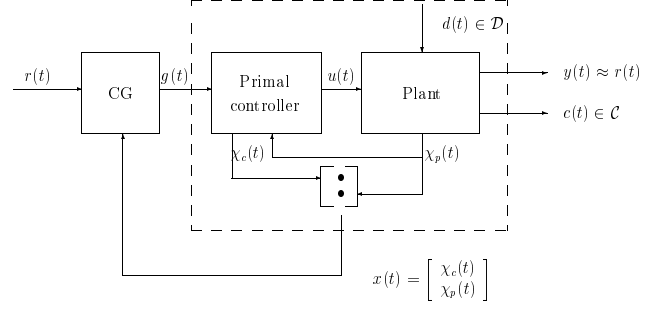 d(t) ∈ 𝒟
r(t)
CG
g(t)
Primal
controller
u(t)
Plant
y(t) ≈ r(t)
c(t) ∈ 𝒞
χ_c(t)
χ_p(t)
x(t) = [ χ_c(t)
χ_p(t) ]